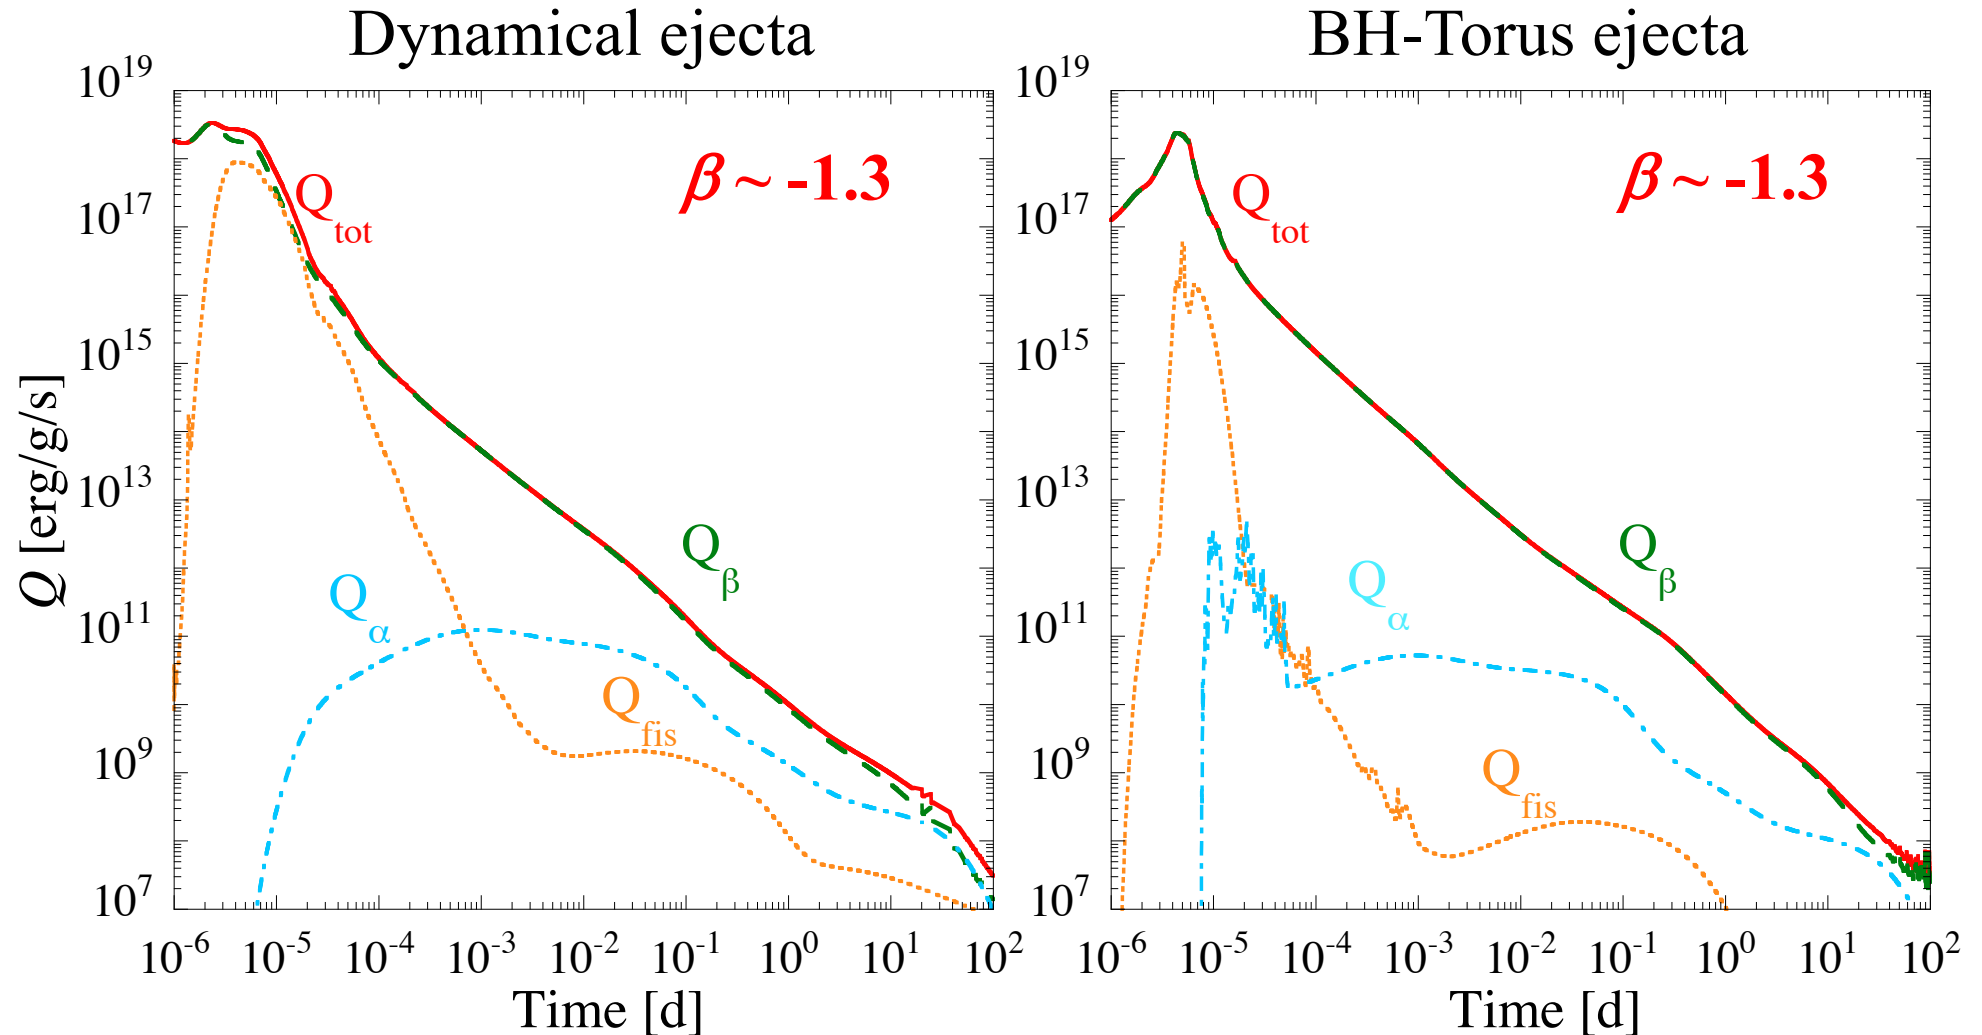 Dynamical ejecta
BH-Torus ejecta
10^19
10^17
10^15
10^13
10^11
10^9
10^7
Q [erg/g/s]
β ~ -1.3
Q_tot
Q_β
Q_α
Q_fis
10^-6 10^-5 10^-4 10^-3 10^-2 10^-1 10^0 10^1 10^2
Time [d]
10^19
10^17
10^15
10^13
10^11
10^9
10^7
β ~ -1.3
Q_tot
Q_β
Q_α
Q_fis
10^-6 10^-5 10^-4 10^-3 10^-2 10^-1 10^0 10^1 10^2
Time [d]